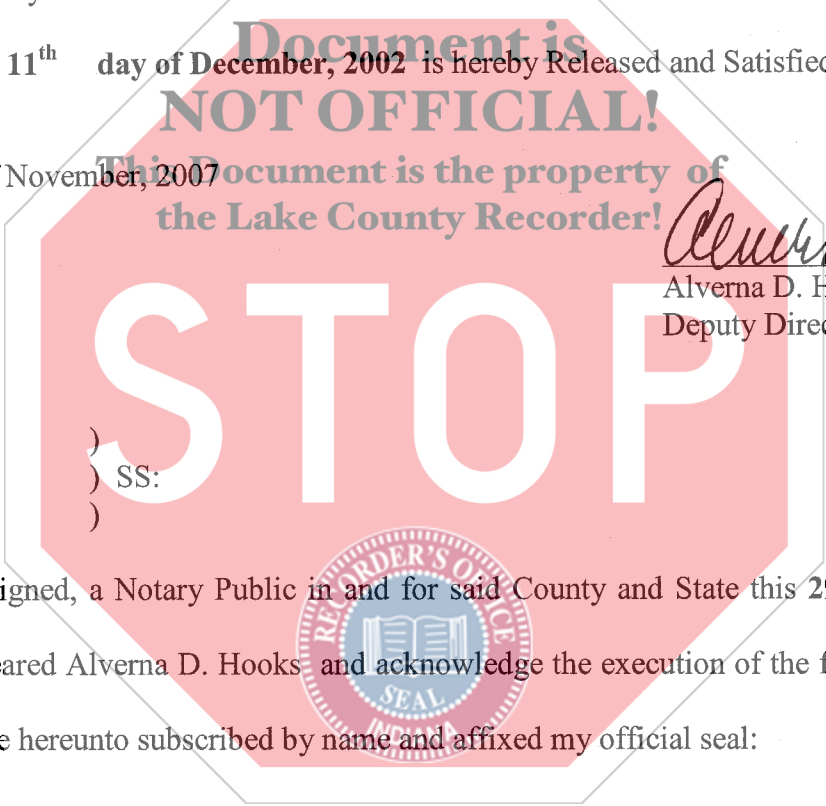 Document is
11th day of December, 2002 is hereby Released and Satisfied
NOT OFFICIAL!
This Document is the property of
November, 2007
the Lake County Recorder!
Alverna D. H
Deputy Direc
STOP
)
) SS:
)
RECORDER'S OFFICE
igned, a Notary Public in and for said County and State this 29
eared Alverna D. Hooks and acknowledge the execution of the f
SEAL
INDIANA
e hereunto subscribed by name and affixed my official seal: